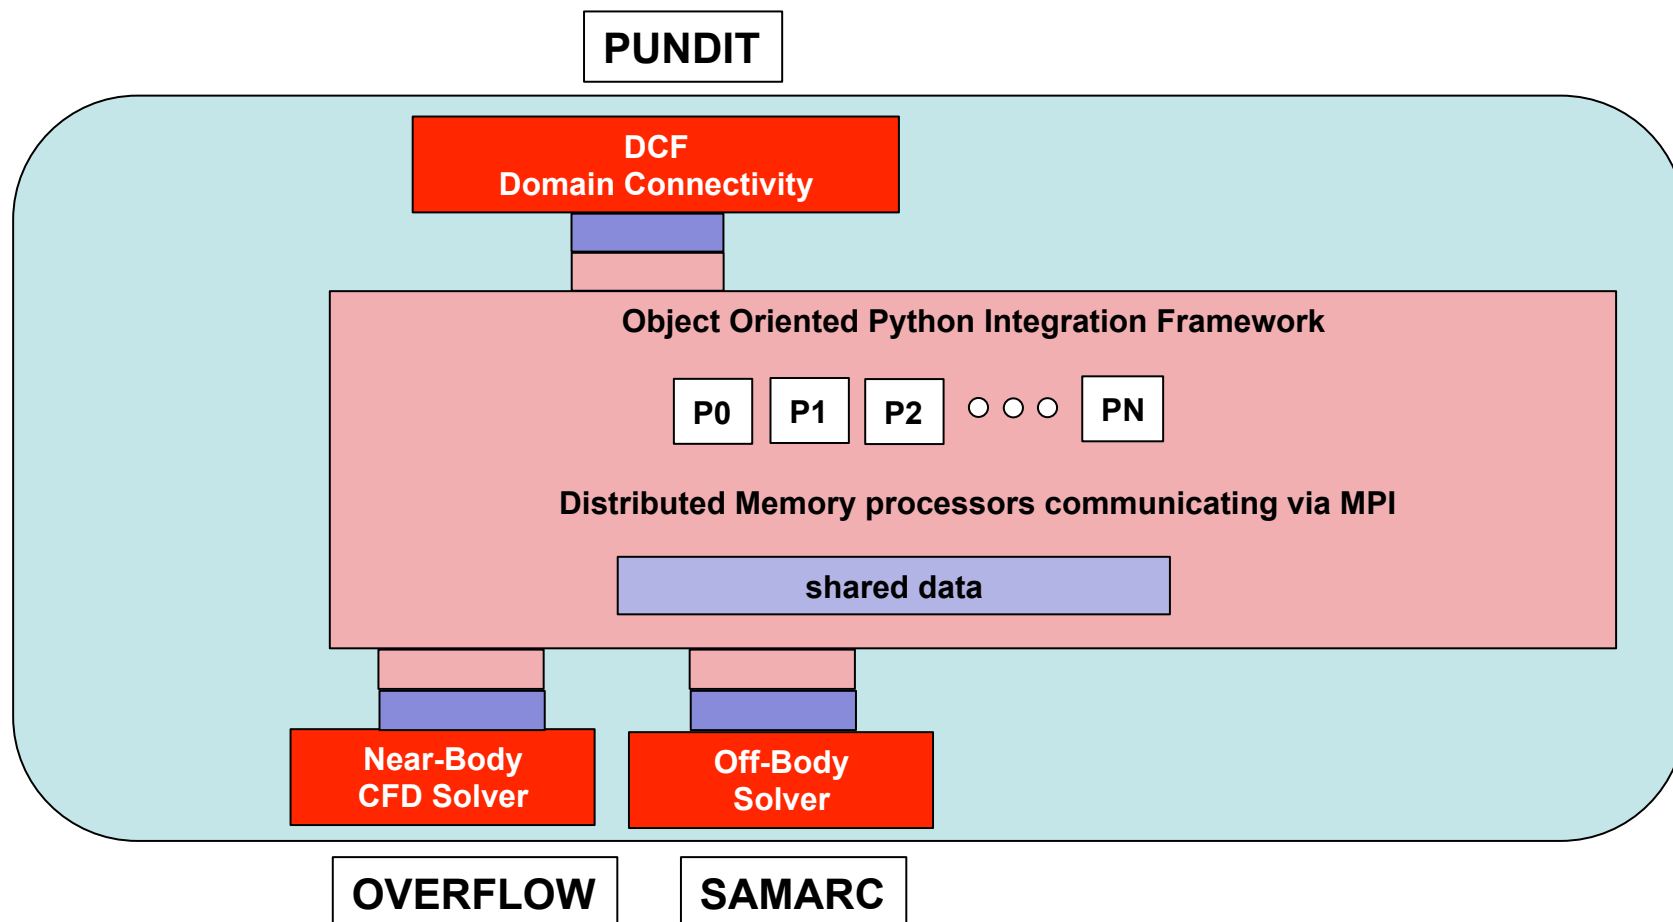 PUNDIT
DCF
Domain Connectivity
Object Oriented Python Integration Framework
P0 P1 P2 PN
Distributed Memory processors communicating via MPI
shared data
Near-Body
CFD Solver
Off-Body
Solver
OVERFLOW
SAMARC